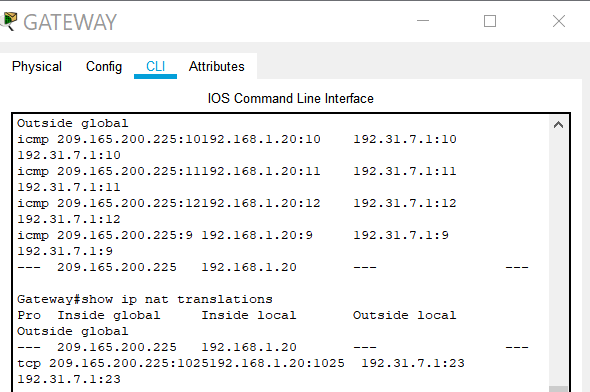 GATEWAY
Physical Config CLI Attributes
IOS Command Line Interface
Outside global
icmp 209.165.200.225:10192.168.1.20:10 192.31.7.1:10
192.31.7.1:10
icmp 209.165.200.225:11192.168.1.20:11 192.31.7.1:11
192.31.7.1:11
icmp 209.165.200.225:12192.168.1.20:12 192.31.7.1:12
192.31.7.1:12
icmp 209.165.200.225:9 192.168.1.20:9 192.31.7.1:9
192.31.7.1:9
--- 209.165.200.225 192.168.1.20 --- ---
Gateway#show ip nat translations
Pro Inside global Inside local Outside local
Outside global
--- 209.165.200.225 192.168.1.20 --- ---
tcp 209.165.200.225:1025192.168.1.20:1025 192.31.7.1:23
192.31.7.1:23